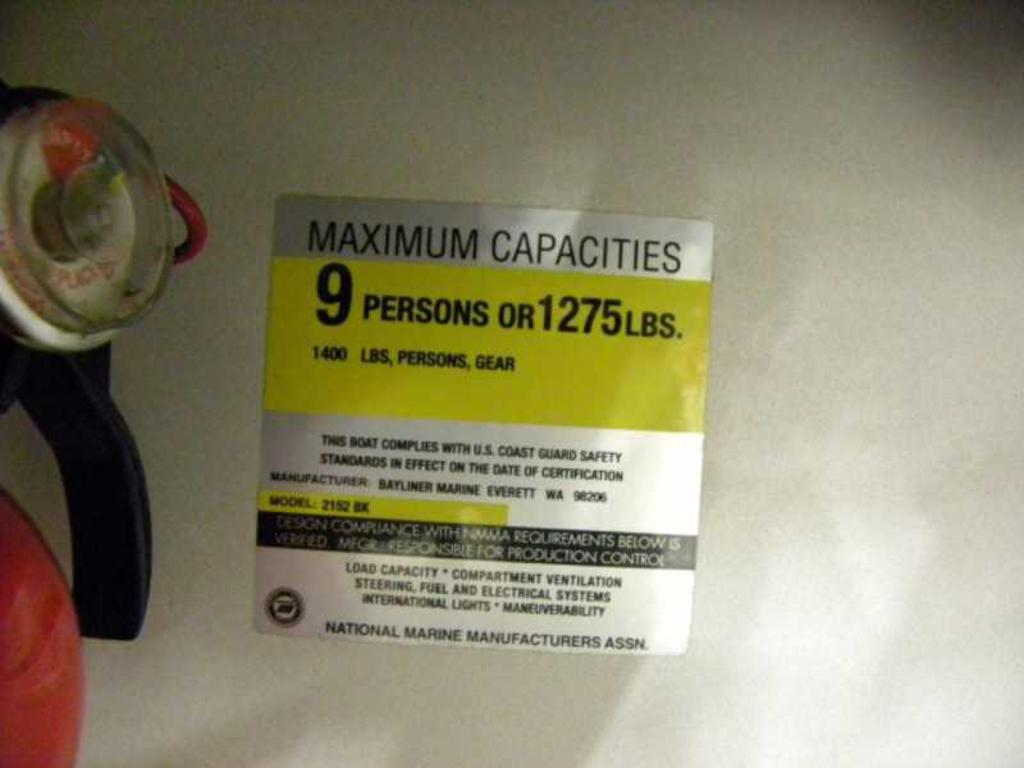 MAXIMUM CAPACITIES
9 PERSONS OR 1275 LBS.
1400 LBS, PERSONS, GEAR
THIS BOAT COMPLIES WITH U.S. COAST GUARD SAFETY
STANDARDS IN EFFECT ON THE DATE OF CERTIFICATION
MANUFACTURER: BAYLINER MARINE EVERETT WA 98206
MODEL: 2152 BK
DESIGN COMPLIANCE WITH NMMA REQUIREMENTS BELOW IS
VERIFIED. MFGR. RESPONSIBLE FOR PRODUCTION CONTROL
LOAD CAPACITY * COMPARTMENT VENTILATION
STEERING, FUEL AND ELECTRICAL SYSTEMS
INTERNATIONAL LIGHTS * MANEUVERABILITY
NATIONAL MARINE MANUFACTURERS ASSN.